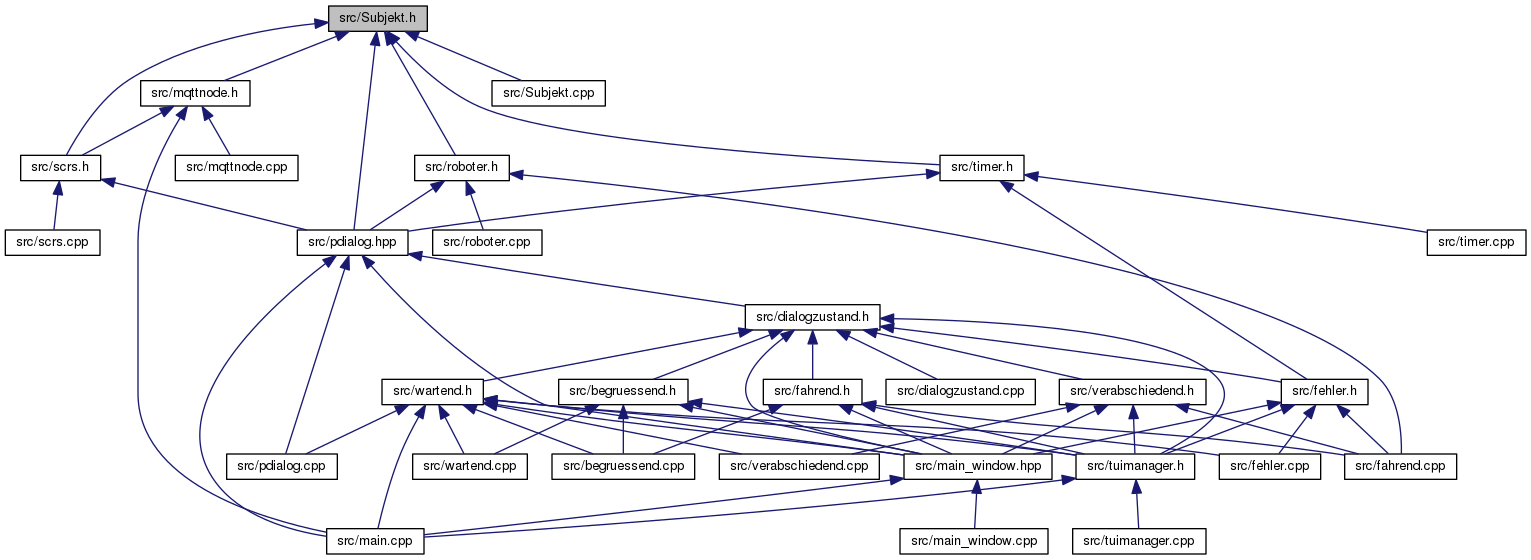 src/Subjekt.h
src/mqttnode.h
src/Subjekt.cpp
src/scrs.h
src/mqttnode.cpp
src/roboter.h
src/timer.h
src/scrs.cpp
src/pdialog.hpp
src/roboter.cpp
src/timer.cpp
src/dialogzustand.h
src/wartend.h
src/begruessend.h
src/fahrend.h
src/dialogzustand.cpp
src/verabschiedend.h
src/fehler.h
src/pdialog.cpp
src/wartend.cpp
src/begruessend.cpp
src/verabschiedend.cpp
src/main_window.hpp
src/tuimanager.h
src/fehler.cpp
src/fahrend.cpp
src/main.cpp
src/main_window.cpp
src/tuimanager.cpp